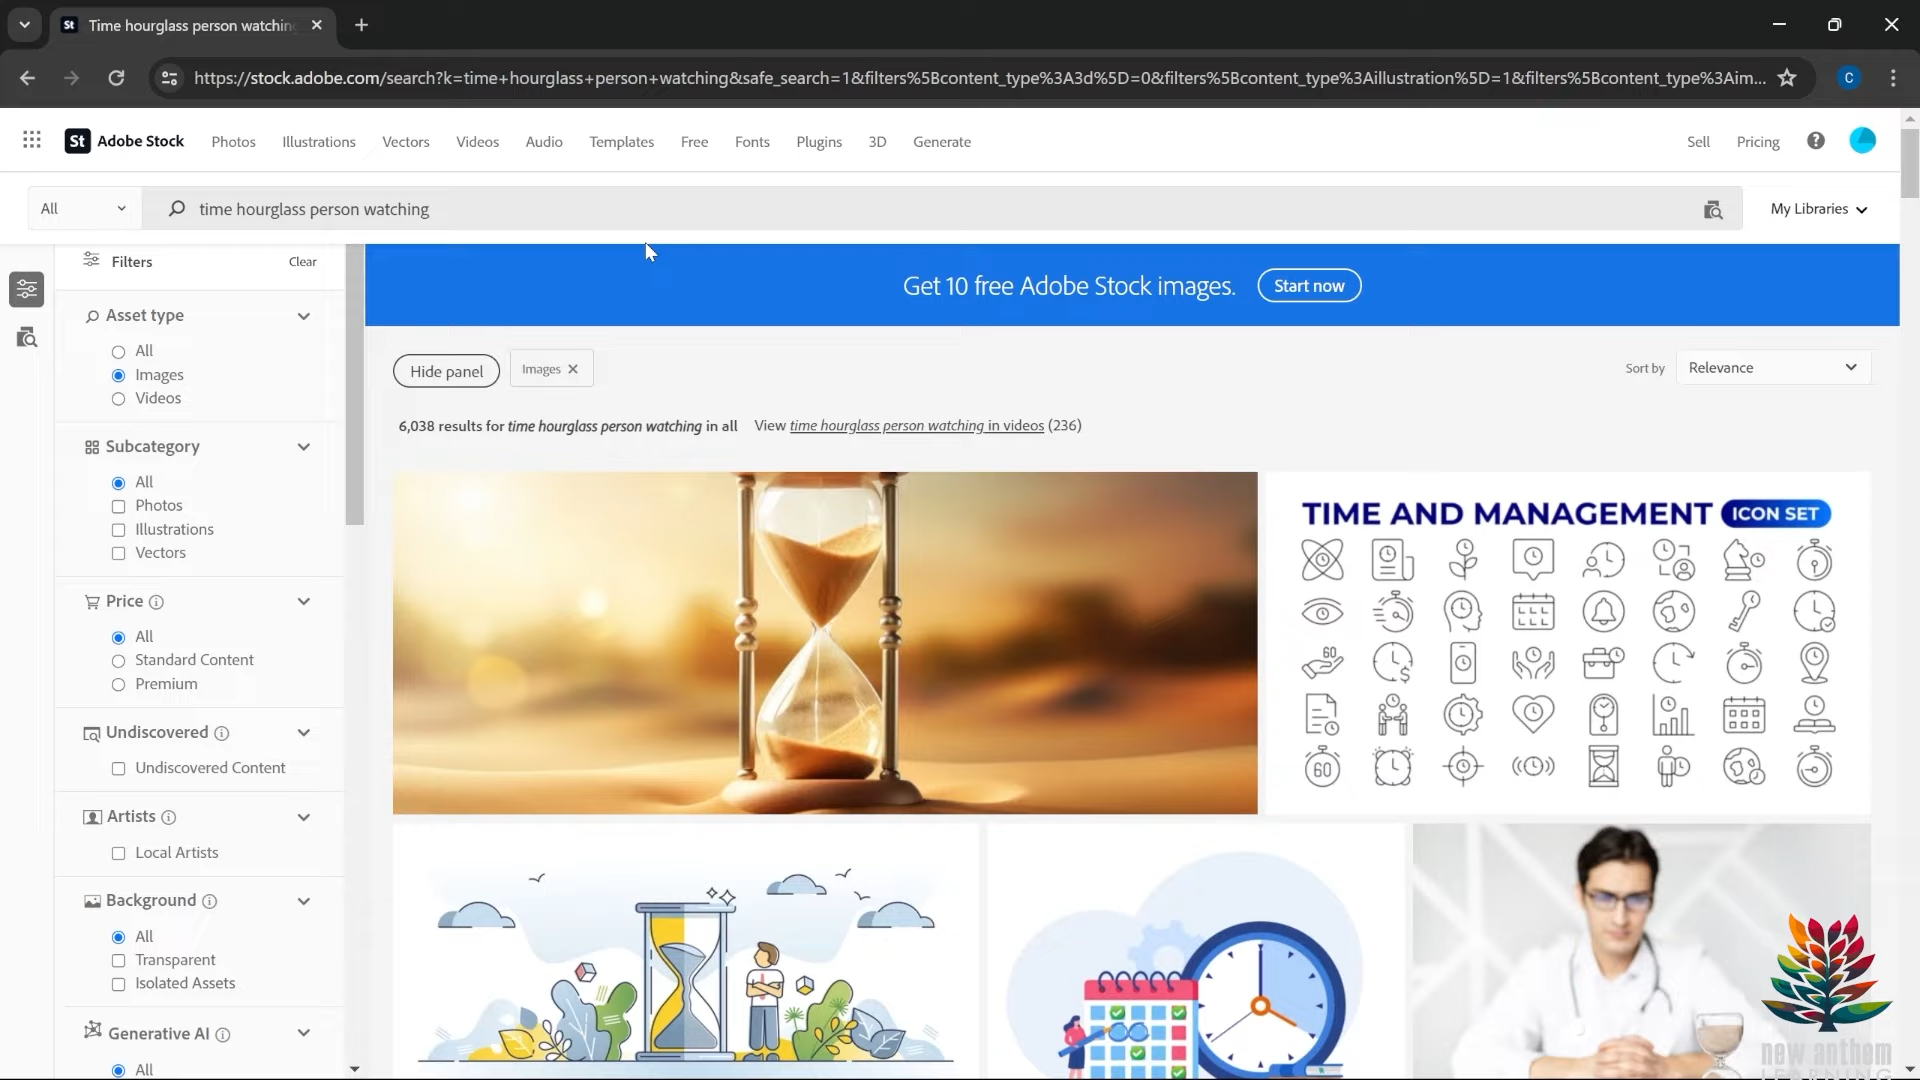 Time hourglass person watching
https://stock.adobe.com/search?k=time+hourglass+person+watching&safe_search=1&filters%5Bcontent_type%3A3d%5D=0&filters%5Bcontent_type%3Aillustration%5D=1&filters%5Bcontent_type%3Aim...
C
St Adobe Stock Photos Illustrations Vectors Videos Audio Templates Free Fonts Plugins 3D Generate Sell Pricing
All time hourglass person watching My Libraries
Filters Clear
Get 10 free Adobe Stock images. Start now
Asset type
All
Images
Videos
Hide panel Images Sort by Relevance
6,038 results for time hourglass person watching in all View time hourglass person watching in videos (236)
Subcategory
All
Photos
Illustrations
Vectors
Price
All
Standard Content
Premium
Undiscovered
Undiscovered Content
Artists
Local Artists
Background
All
Transparent
Isolated Assets
Generative AI
All
TIME AND MANAGEMENT ICON SET
60
60
new anthem
LEARNING